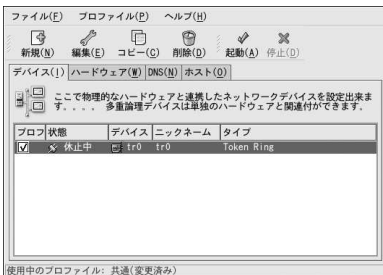 ファイル(F) プロファイル(P) ヘルプ(H)
新規(N) 編集(E) コピー(C) 削除(D) 起動(A) 停止(D)
デバイス(I) ハードウェア(W) DNS(N) ホスト(O)
ここで物理的なハードウェアと連携したネットワークデバイスを設定出来ま
す.... 多重論理デバイスは単独のハードウェアと関連付ができます.
プロフ 状態 デバイス ニックネーム タイプ
休止中 tr0 tr0 Token Ring
使用中のプロファイル: 共通(変更済み)